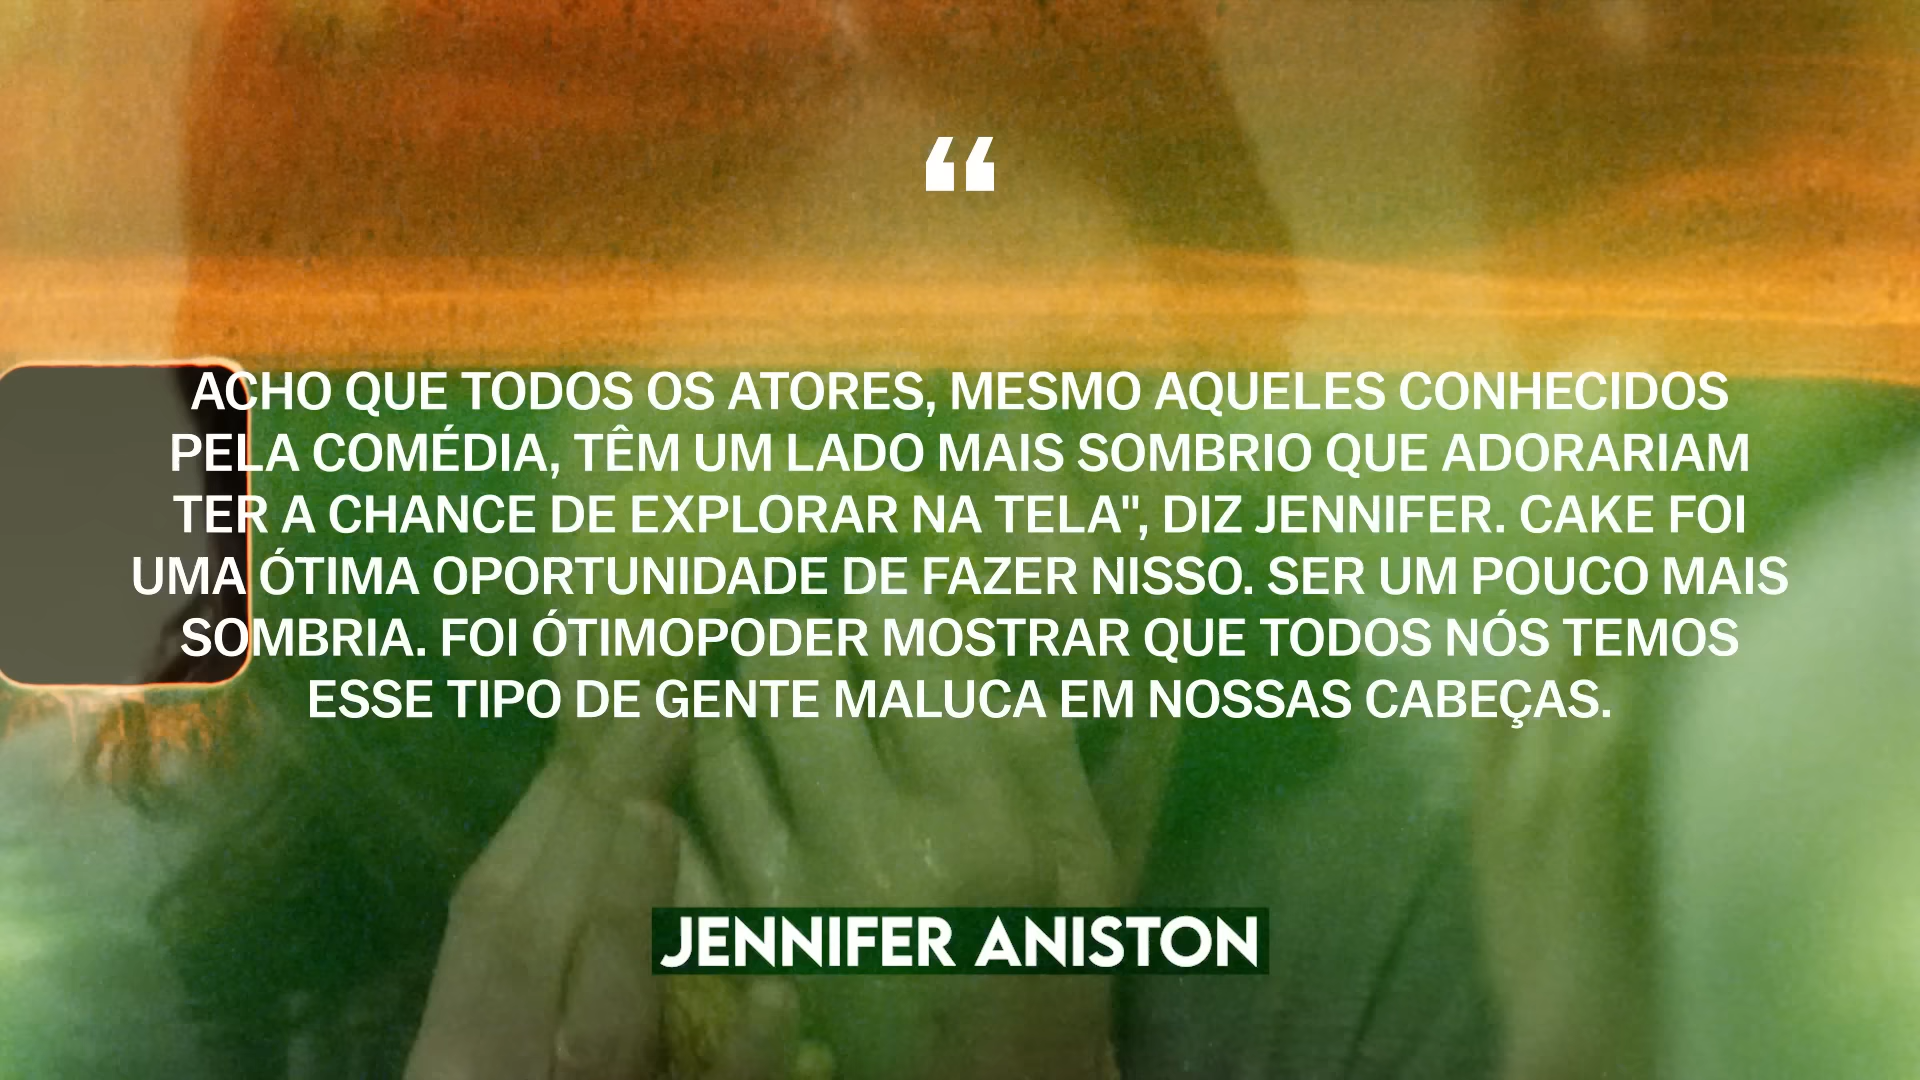 “
ACHO QUE TODOS OS ATORES, MESMO AQUELES CONHECIDOS
PELA COMÉDIA, TÊM UM LADO MAIS SOMBRIO QUE ADORARIAM
TER A CHANCE DE EXPLORAR NA TELA", DIZ JENNIFER. CAKE FOI
UMA ÓTIMA OPORTUNIDADE DE FAZER NISSO. SER UM POUCO MAIS
SOMBRIA. FOI ÓTIMOPODER MOSTRAR QUE TODOS NÓS TEMOS
ESSE TIPO DE GENTE MALUCA EM NOSSAS CABEÇAS.
JENNIFER ANISTON